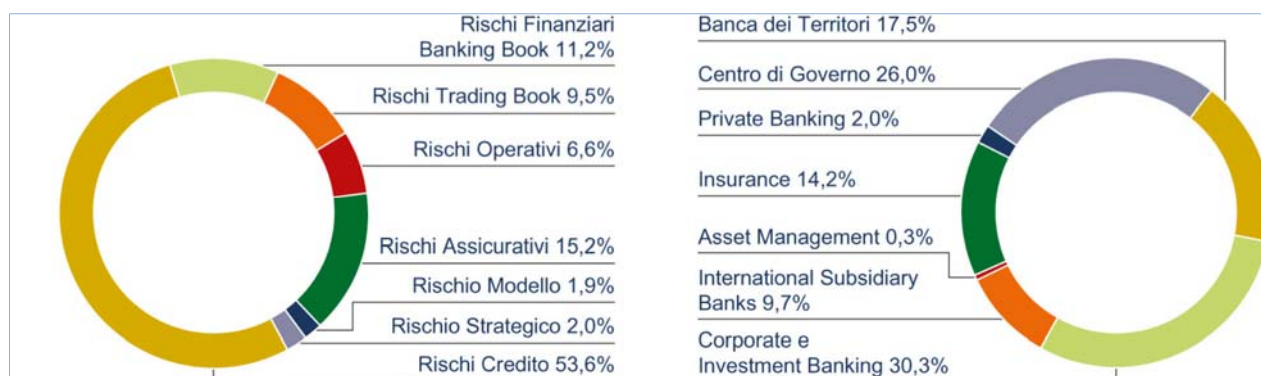 Rischi Finanziari
Banking Book 11,2%
Rischi Trading Book 9,5%
Rischi Operativi 6,6%
Rischi Assicurativi 15,2%
Rischio Modello 1,9%
Rischio Strategico 2,0%
Rischi Credito 53,6%
Banca dei Territori 17,5%
Centro di Governo 26,0%
Private Banking 2,0%
Insurance 14,2%
Asset Management 0,3%
International Subsidiary
Banks 9,7%
Corporate e
Investment Banking 30,3%